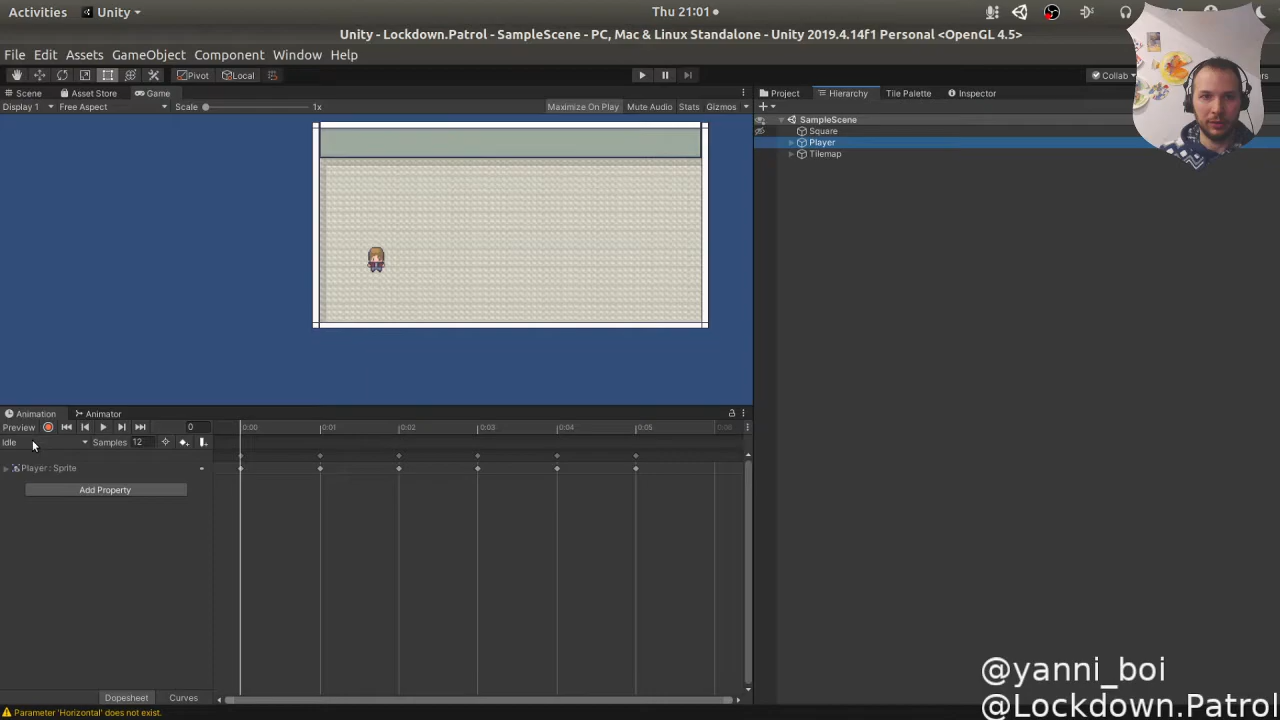 Activities Unity Thu 21:01
Unity - Lockdown.Patrol - SampleScene - PC, Mac & Linux Standalone - Unity 2019.4.14f1 Personal <OpenGL 4.5>
File Edit Assets GameObject Component Window Help
Pivot Local Collab
Scene Asset Store Game Project Hierarchy Tile Palette Inspector
Display 1 Free Aspect Scale 1x Maximize On Play Mute Audio Stats Gizmos
SampleScene
Square
Player
Tilemap
Animation Animator
Preview 0 0:00 0:01 0:02 0:03 0:04 0:05 0:06
Idle Samples 12
Player : Sprite
Add Property
@yanni_boi
Dopesheet Curves
@Lockdown.Patrol
Parameter 'Horizontal' does not exist.